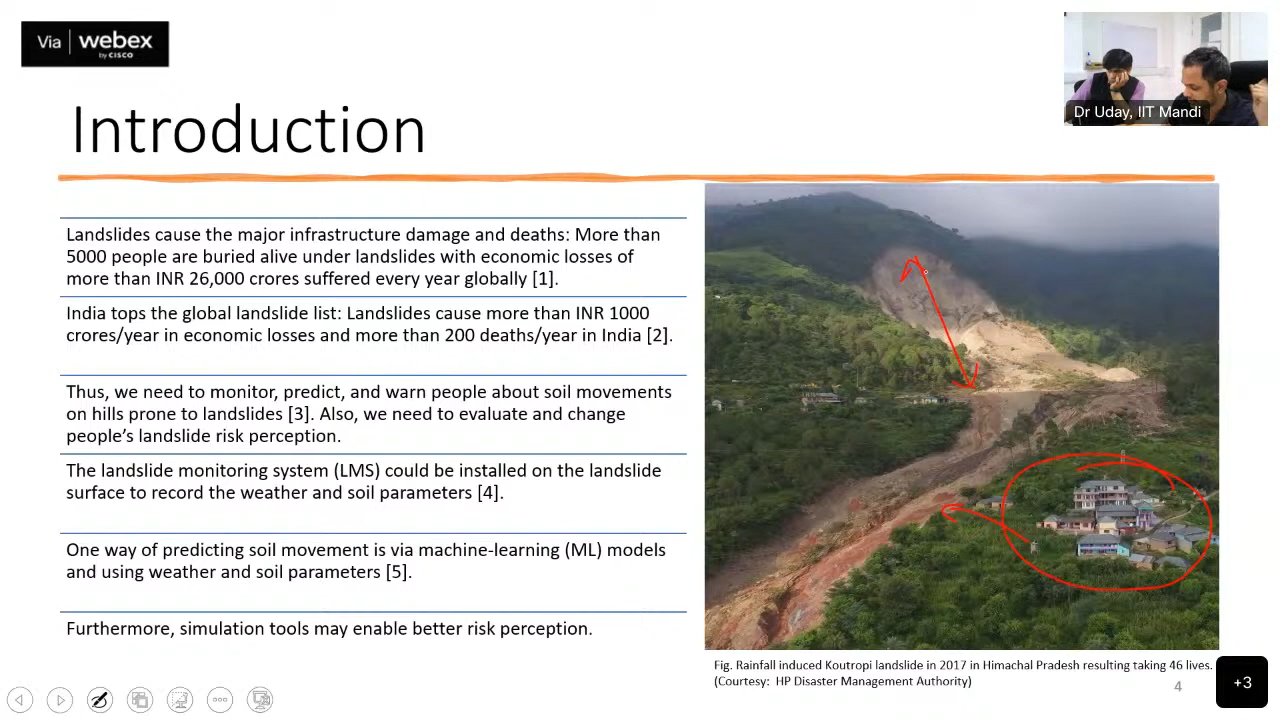 Via webex
by CISCO
Dr Uday, IIT Mandi
Introduction
Landslides cause the major infrastructure damage and deaths: More than
5000 people are buried alive under landslides with economic losses of
more than INR 26,000 crores suffered every year globally [1].
India tops the global landslide list: Landslides cause more than INR 1000
crores/year in economic losses and more than 200 deaths/year in India [2].
Thus, we need to monitor, predict, and warn people about soil movements
on hills prone to landslides [3]. Also, we need to evaluate and change
people’s landslide risk perception.
The landslide monitoring system (LMS) could be installed on the landslide
surface to record the weather and soil parameters [4].
One way of predicting soil movement is via machine-learning (ML) models
and using weather and soil parameters [5].
Furthermore, simulation tools may enable better risk perception.
Fig. Rainfall induced Koutropi landslide in 2017 in Himachal Pradesh resulting taking 46 lives.
(Courtesy: HP Disaster Management Authority)
4
+3